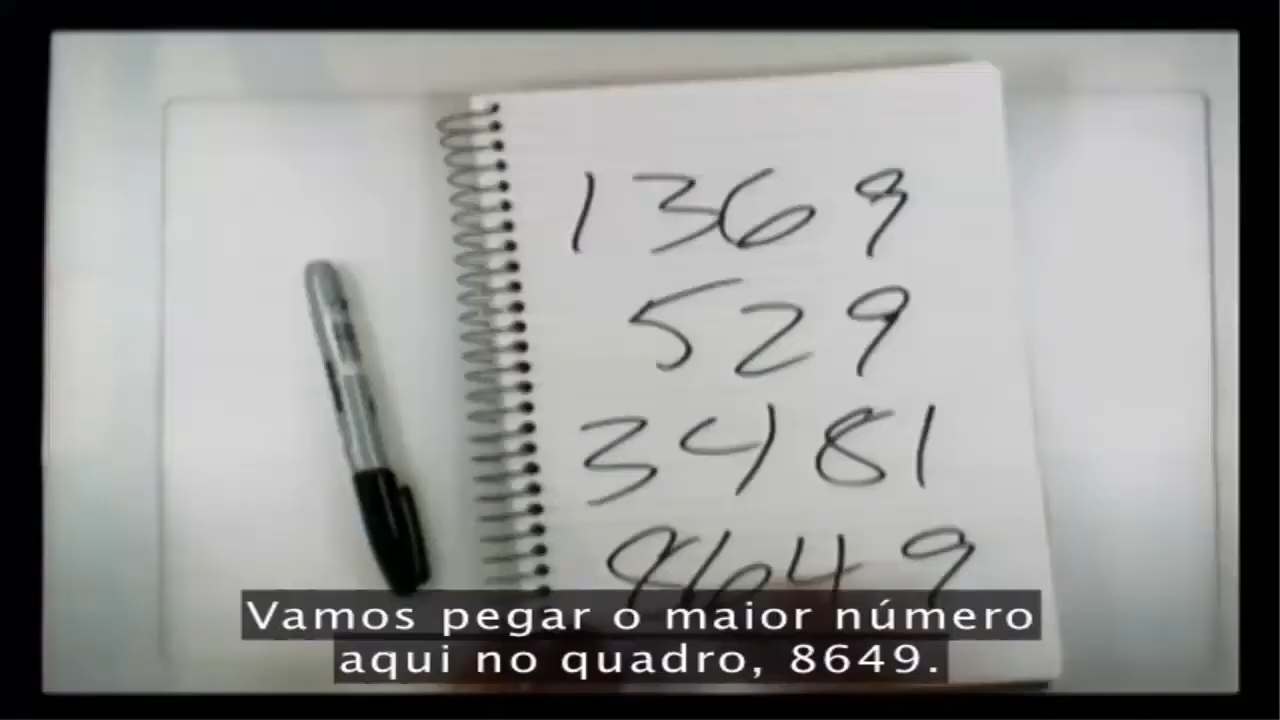 1369
529
3481
8649
Vamos pegar o maior número
aqui no quadro, 8649.